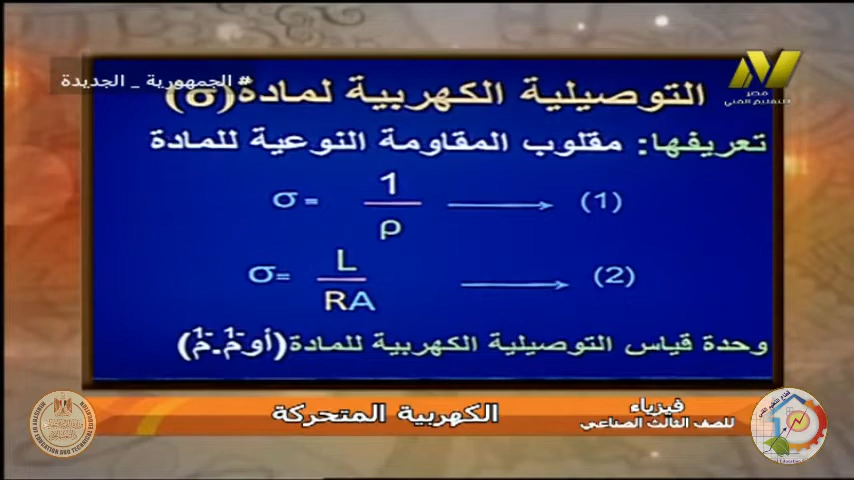 # الجمهورية _ الجديدة
مصر
للتعليم الفني
التوصيلية الكهربية لمادة(σ)
تعريفها: مقلوب المقاومة النوعية للمادة
σ = 1/ρ ⟶ (1)
σ= L/RA ⟶ (2)
وحدة قياس التوصيلية الكهربية للمادة(أوم⁻¹.م⁻¹)
فيزياء
للصف الثالث الصناعي
الكهربية المتحركة